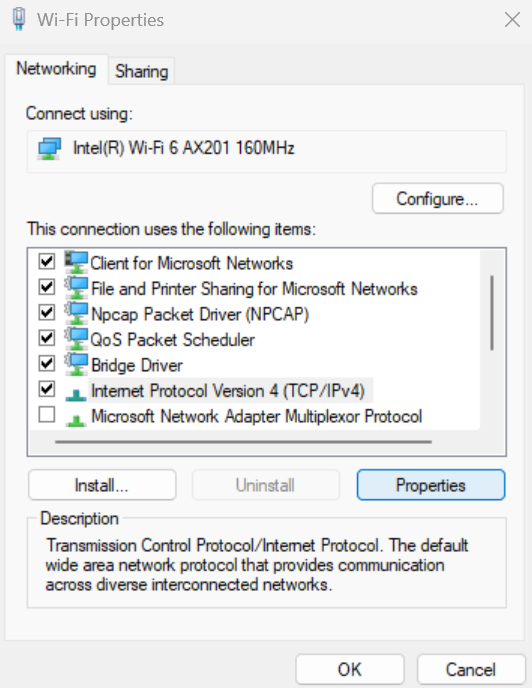 Wi-Fi Properties
Networking
Sharing
Connect using:
Intel(R) Wi-Fi 6 AX201 160MHz
Configure...
This connection uses the following items:
Client for Microsoft Networks
File and Printer Sharing for Microsoft Networks
Npcap Packet Driver (NPCAP)
QoS Packet Scheduler
Bridge Driver
Internet Protocol Version 4 (TCP/IPv4)
Microsoft Network Adapter Multiplexor Protocol
Install...
Uninstall
Properties
Description
Transmission Control Protocol/Internet Protocol. The default
wide area network protocol that provides communication
across diverse interconnected networks.
OK
Cancel